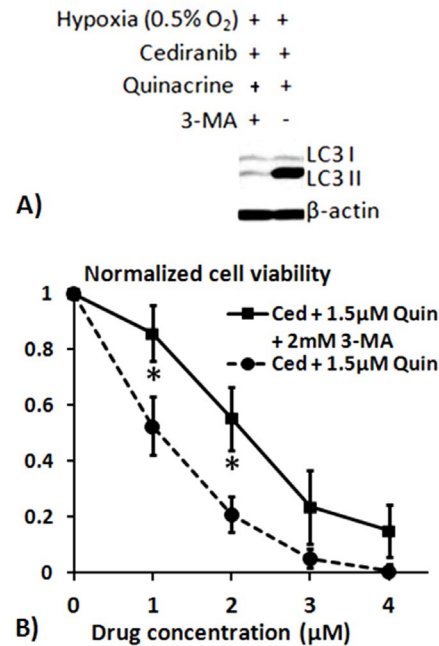 Hypoxia (0.5% O₂) + +
Cediranib + +
Quinacrine + +
3-MA + -
LC3 I
LC3 II
β-actin
A)
Normalized cell viability
1
0.8
0.6
0.4
0.2
0
Ced + 1.5µM Quin
+ 2mM 3-MA
Ced + 1.5µM Quin
*
*
0 1 2 3 4
Drug concentration (µM)
B)